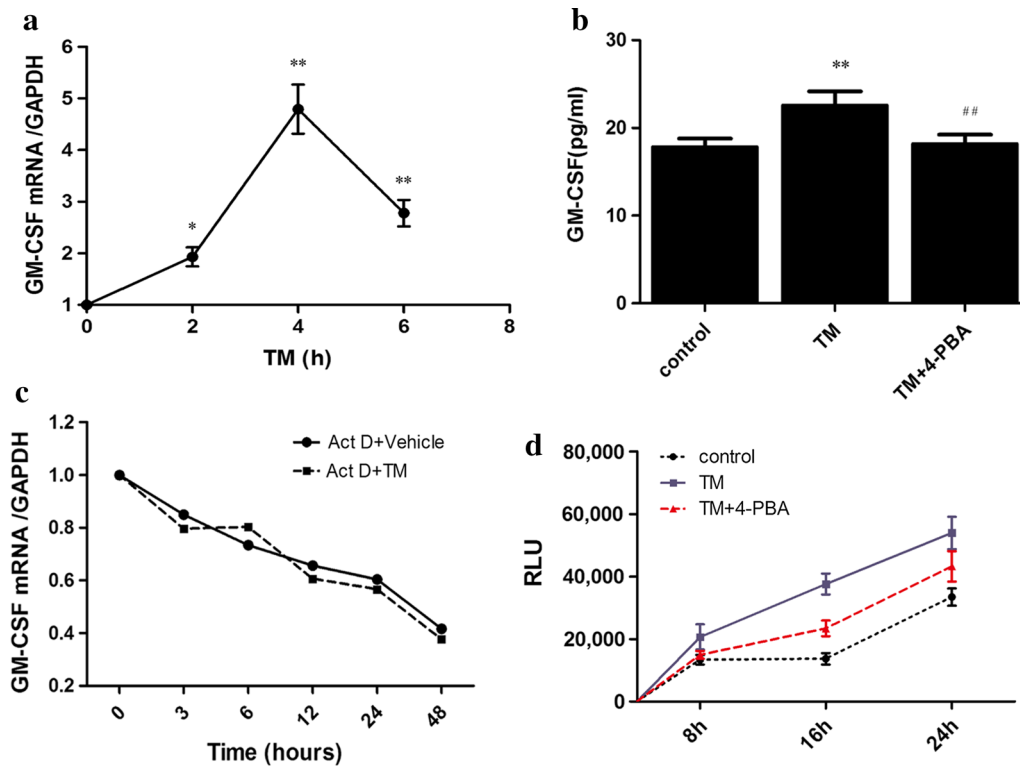 a
GM-CSF mRNA /GAPDH
6
5
4
3
2
1
*
**
**
0 2 4 6 8
TM (h)
b
GM-CSF(pg/ml)
30
20
10
0
**
##
control TM TM+4-PBA
c
GM-CSF mRNA /GAPDH
1.2
1.0
0.8
0.6
0.4
0.2
Act D+Vehicle
Act D+TM
0 3 6 12 24 48
Time (hours)
d
RLU
80,000
60,000
40,000
20,000
0
control
TM
TM+4-PBA
8h 16h 24h